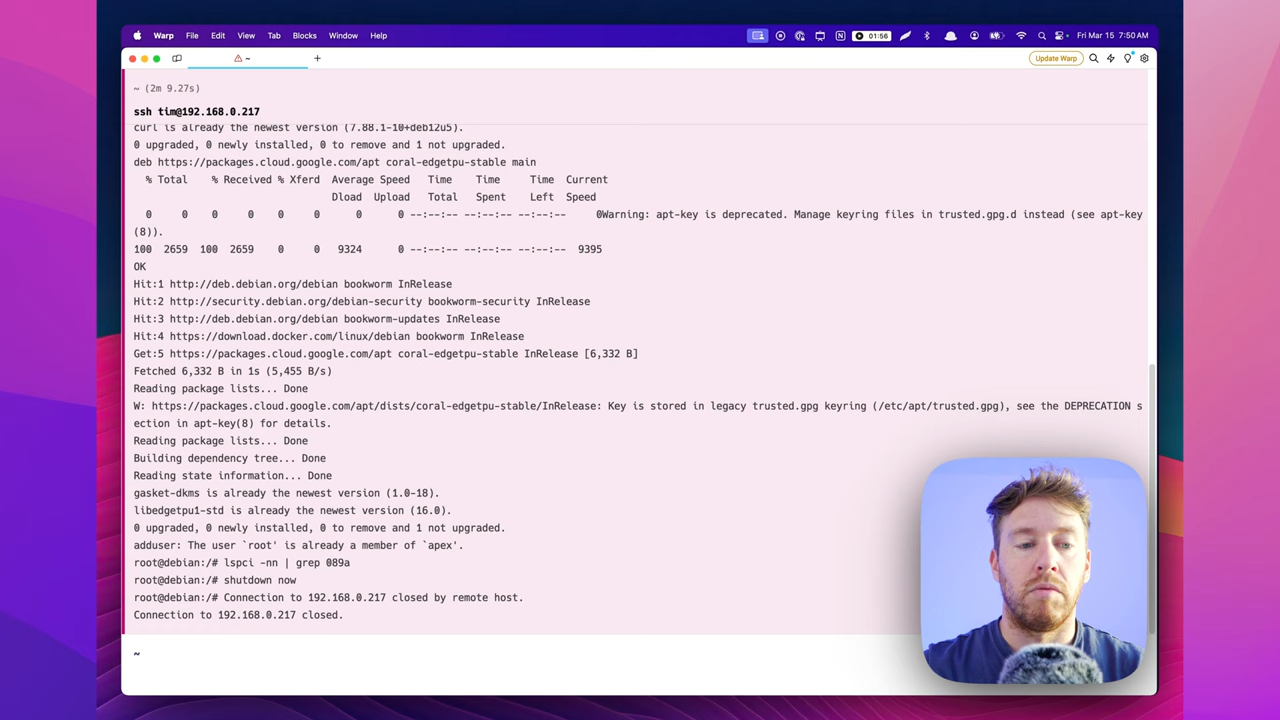 Warp File Edit View Tab Blocks Window Help 01:56 Fri Mar 15 7:50 AM
~ + Update Warp
~ (2m 9.27s)
ssh tim@192.168.0.217
curl is already the newest version (7.88.1-10+deb12u5).
0 upgraded, 0 newly installed, 0 to remove and 1 not upgraded.
deb https://packages.cloud.google.com/apt coral-edgetpu-stable main
% Total % Received % Xferd Average Speed Time Time Time Current
Dload Upload Total Spent Left Speed
0 0 0 0 0 0 0 0 --:--:-- --:--:-- --:--:-- 0Warning: apt-key is deprecated. Manage keyring files in trusted.gpg.d instead (see apt-key
(8)).
100 2659 100 2659 0 0 9324 0 --:--:-- --:--:-- --:--:-- 9395
OK
Hit:1 http://deb.debian.org/debian bookworm InRelease
Hit:2 http://security.debian.org/debian-security bookworm-security InRelease
Hit:3 http://deb.debian.org/debian bookworm-updates InRelease
Hit:4 https://download.docker.com/linux/debian bookworm InRelease
Get:5 https://packages.cloud.google.com/apt coral-edgetpu-stable InRelease [6,332 B]
Fetched 6,332 B in 1s (5,455 B/s)
Reading package lists... Done
W: https://packages.cloud.google.com/apt/dists/coral-edgetpu-stable/InRelease: Key is stored in legacy trusted.gpg keyring (/etc/apt/trusted.gpg), see the DEPRECATION s
ection in apt-key(8) for details.
Reading package lists... Done
Building dependency tree... Done
Reading state information... Done
gasket-dkms is already the newest version (1.0-18).
libedgetpu1-std is already the newest version (16.0).
0 upgraded, 0 newly installed, 0 to remove and 1 not upgraded.
adduser: The user `root' is already a member of `apex'.
root@debian:/# lspci -nn | grep 089a
root@debian:/# shutdown now
root@debian:/# Connection to 192.168.0.217 closed by remote host.
Connection to 192.168.0.217 closed.
~